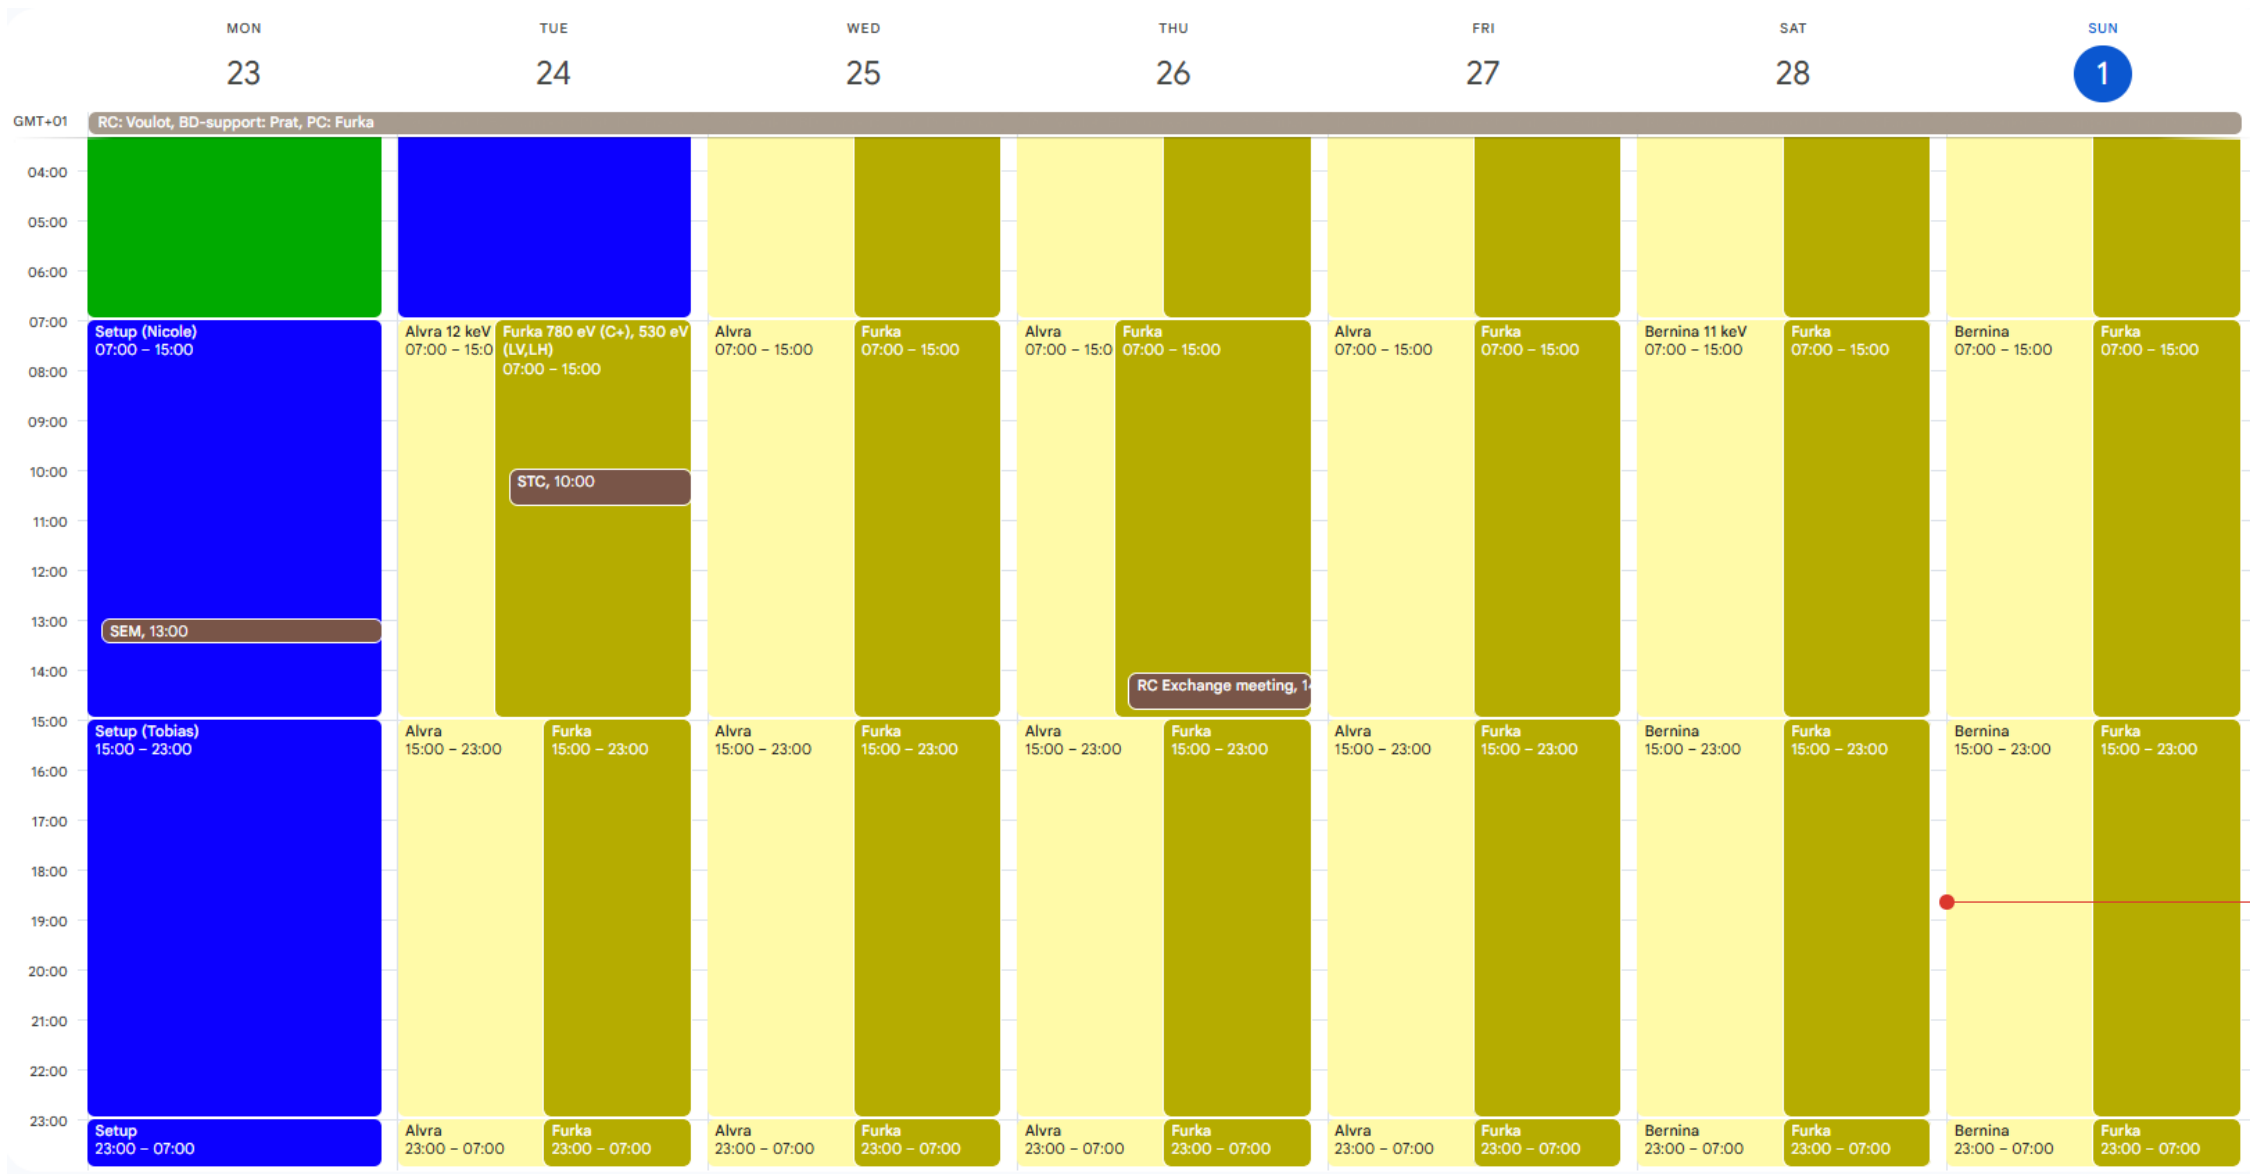 MON
TUE
WED
THU
FRI
SAT
SUN
23
24
25
26
27
28
1
GMT+01
RC: Voulot, BD-support: Prat, PC: Furka
04:00
05:00
06:00
07:00
08:00
09:00
10:00
11:00
12:00
13:00
14:00
15:00
16:00
17:00
18:00
19:00
20:00
21:00
22:00
23:00
Setup (Nicole)
07:00 – 15:00
SEM, 13:00
Setup (Tobias)
15:00 – 23:00
Setup
23:00 – 07:00
Alvra 12 keV
07:00 – 15:0
Furka 780 eV (C+), 530 eV
(LV,LH)
07:00 – 15:00
STC, 10:00
Alvra
15:00 – 23:00
Furka
15:00 – 23:00
Alvra
23:00 – 07:00
Furka
23:00 – 07:00
Alvra
07:00 – 15:00
Furka
07:00 – 15:00
Alvra
15:00 – 23:00
Furka
15:00 – 23:00
Alvra
23:00 – 07:00
Furka
23:00 – 07:00
Alvra
07:00 – 15:0
Furka
07:00 – 15:00
RC Exchange meeting, 1
Alvra
15:00 – 23:00
Furka
15:00 – 23:00
Alvra
23:00 – 07:00
Furka
23:00 – 07:00
Alvra
07:00 – 15:00
Furka
07:00 – 15:00
Alvra
15:00 – 23:00
Furka
15:00 – 23:00
Alvra
23:00 – 07:00
Furka
23:00 – 07:00
Bernina 11 keV
07:00 – 15:00
Furka
07:00 – 15:00
Bernina
15:00 – 23:00
Furka
15:00 – 23:00
Bernina
23:00 – 07:00
Furka
23:00 – 07:00
Bernina
07:00 – 15:00
Furka
07:00 – 15:00
Bernina
15:00 – 23:00
Furka
15:00 – 23:00
Bernina
23:00 – 07:00
Furka
23:00 – 07:00